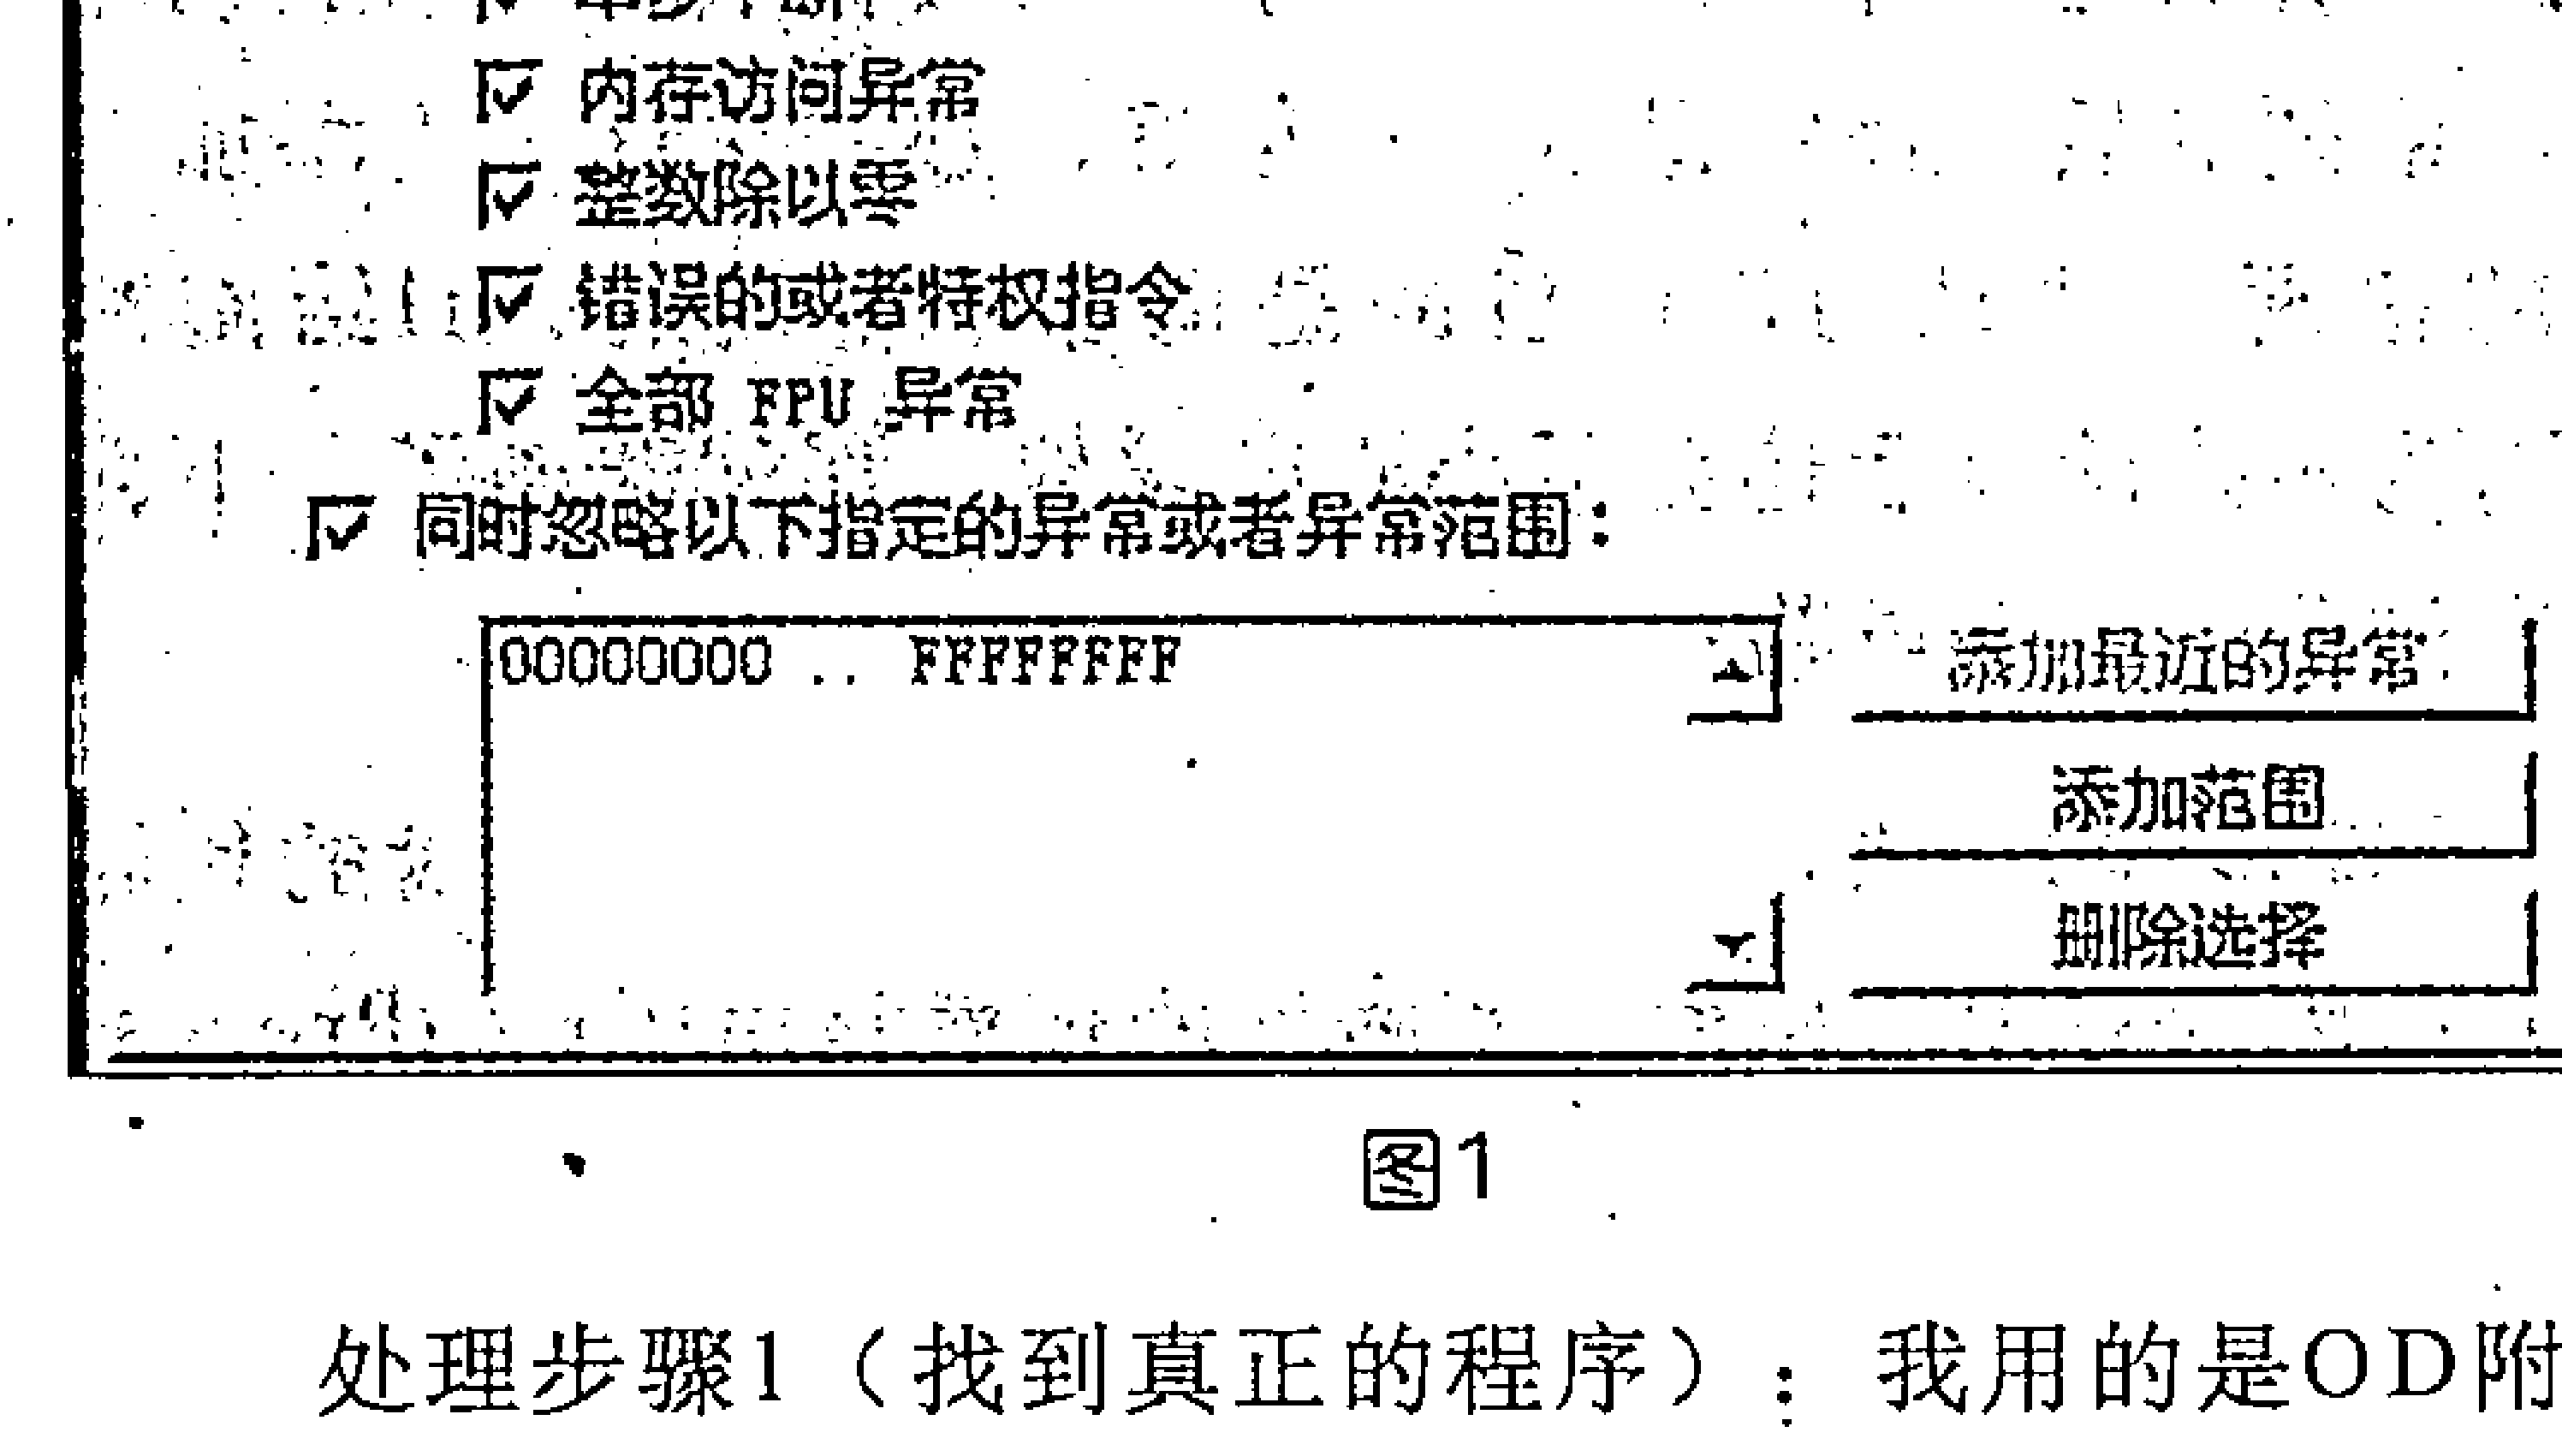 内存访问异常
整数除以零
错误的或者特权指令
全部 FPU 异常
同时忽略以下指定的异常或者异常范围：
00000000 .. FFFFFFFF
添加最近的异常
添加范围
删除选择
图1
处理步骤1（找到真正的程序）：我用的是OD附